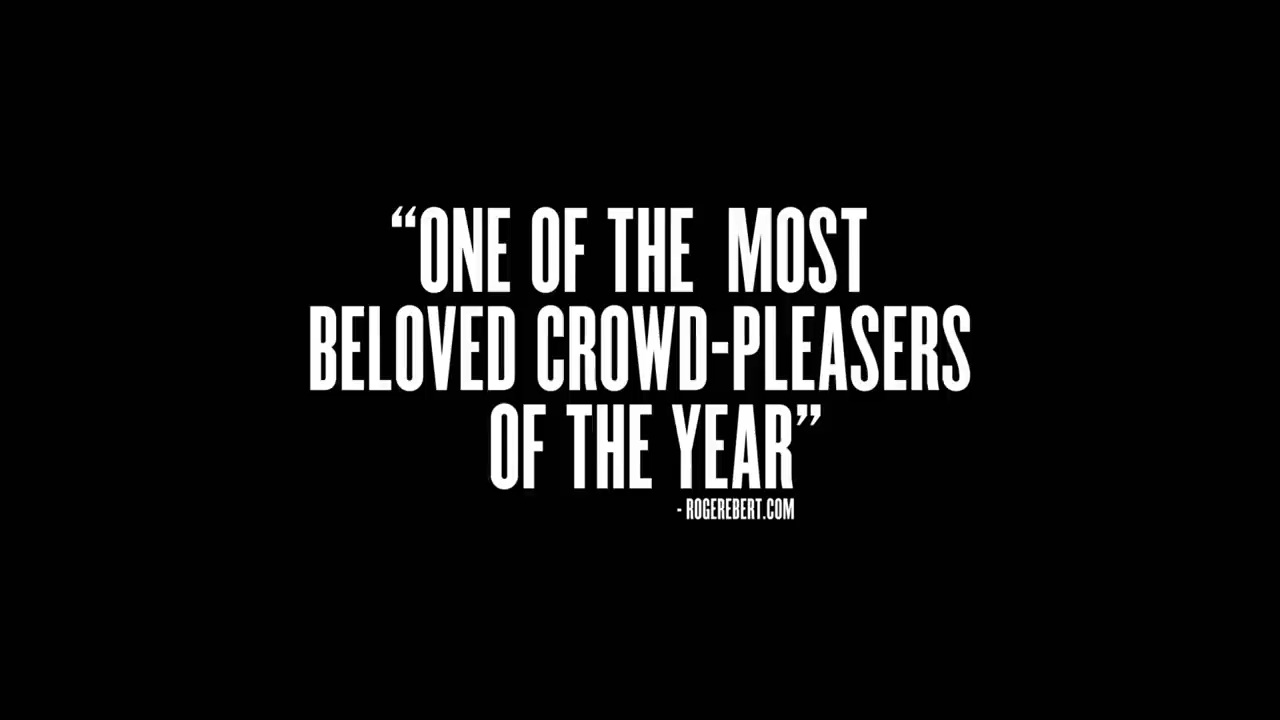 “ONE OF THE MOST
BELOVED CROWD-PLEASERS
OF THE YEAR”
- ROGEREBERT.COM